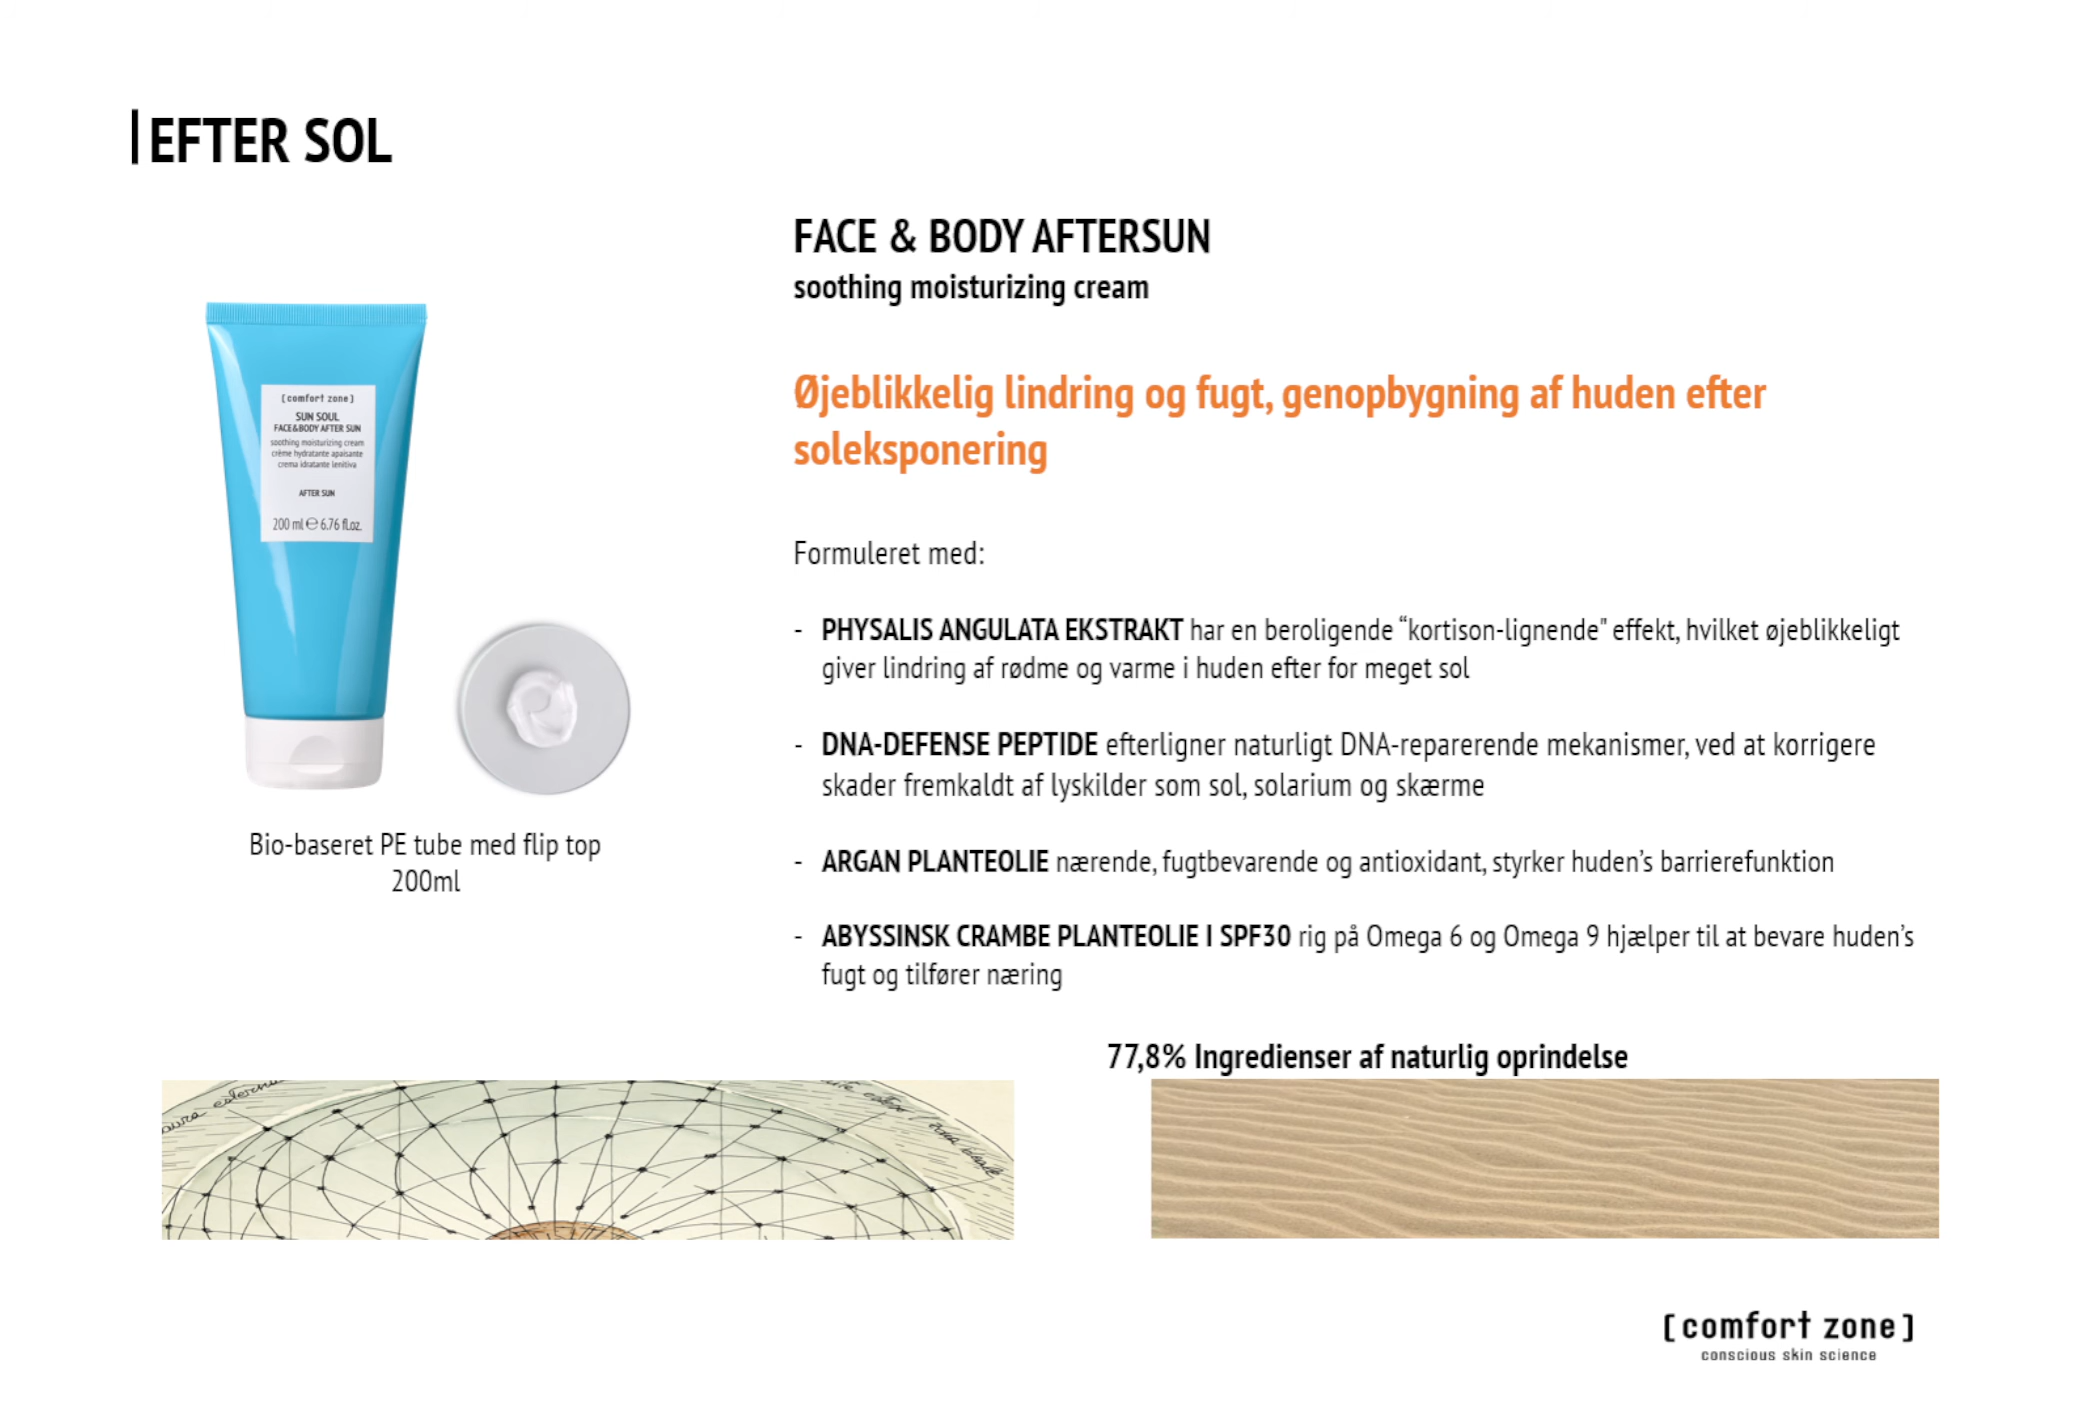 EFTER SOL
FACE & BODY AFTERSUN
soothing moisturizing cream
Øjeblikkelig lindring og fugt, genopbygning af huden efter
soleksponering
[ comfort zone ]
SUN SOUL
FACE&BODY AFTER SUN
soothing moisturizing cream
crème hydratante apaisante
crema idratante lenitiva
AFTER SUN
200 ml ℮ 6.76 fl.oz.
Bio-baseret PE tube med flip top
200ml
Formuleret med:
- PHYSALIS ANGULATA EKSTRAKT har en beroligende “kortison-lignende" effekt, hvilket øjeblikkeligt
giver lindring af rødme og varme i huden efter for meget sol
- DNA-DEFENSE PEPTIDE efterligner naturligt DNA-reparerende mekanismer, ved at korrigere
skader fremkaldt af lyskilder som sol, solarium og skærme
- ARGAN PLANTEOLIE nærende, fugtbevarende og antioxidant, styrker huden’s barrierefunktion
- ABYSSINSK CRAMBE PLANTEOLIE I SPF30 rig på Omega 6 og Omega 9 hjælper til at bevare huden’s
fugt og tilfører næring
77,8% Ingredienser af naturlig oprindelse
[ comfort zone ]
conscious skin science